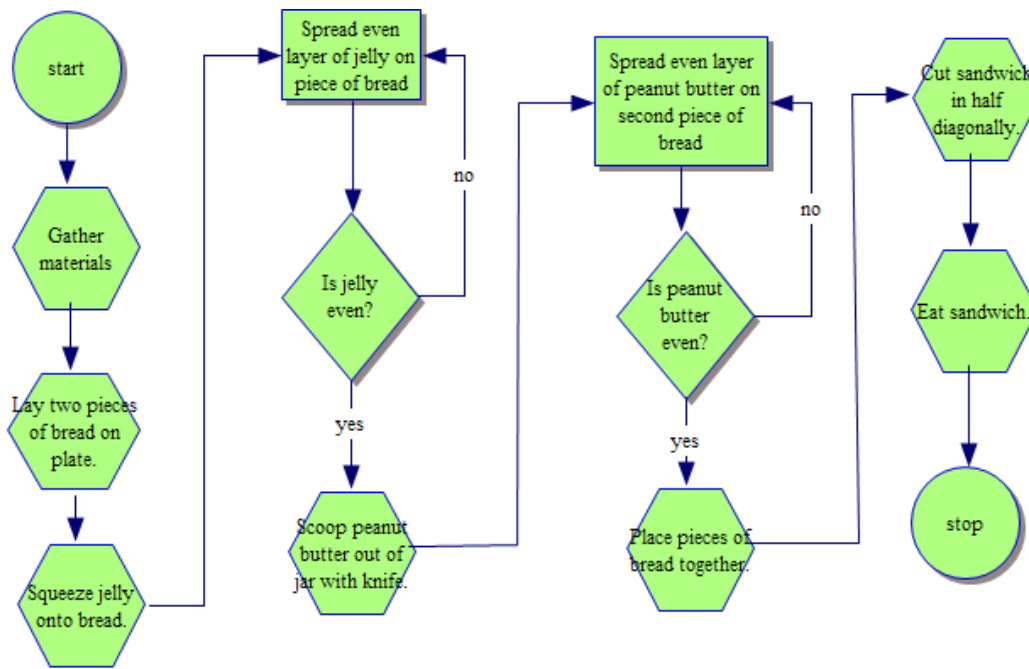 start
Gather
materials
Lay two pieces
of bread on
plate.
Squeeze jelly
onto bread.
Spread even
layer of jelly on
piece of bread
no
Is jelly
even?
yes
Scoop peanut
butter out of
jar with knife.
Spread even layer
of peanut butter on
second piece of
bread
no
Is peanut
butter
even?
yes
Place pieces of
bread together.
Cut sandwich
in half
diagonally.
Eat sandwich.
stop